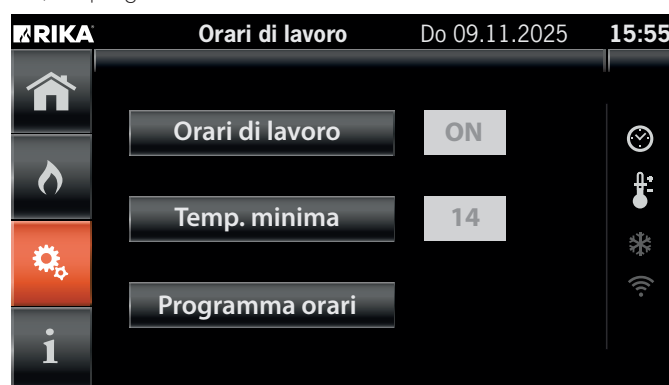 RIKA Orari di lavoro Do 09.11.2025 15:55
Orari di lavoro ON
Temp. minima 14
Programma orari
i